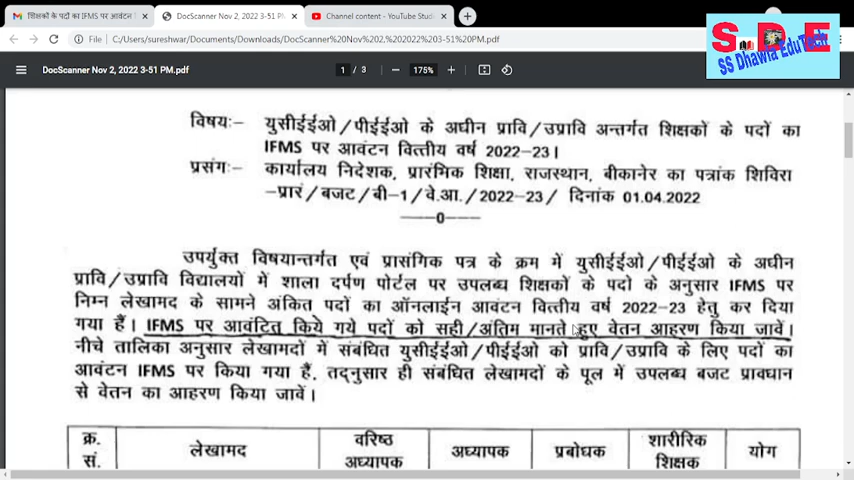 शिक्षकों के पदों का IFMS पर आवंटन
DocScanner Nov 2, 2022 3-51 P
Channel content - YouTube Studi
File
C:/Users/sureshwar/Documents/Downloads/DocScanner%20Nov%202,%202022%203-51%20PM.pdf
S D E
SS Dhawla EduTech
DocScanner Nov 2, 2022 3-51 PM.pdf
1 / 3
175%
विषयः- युसीईईओ/पीईईओ के अधीन प्रावि/उप्रावि अन्तर्गत शिक्षकों के पदों का
IFMS पर आवंटन वित्तीय वर्ष 2022-23।
प्रसंगः- कार्यालय निदेशक, प्रारंभिक शिक्षा, राजस्थान, बीकानेर का पत्रांक शिविरा
-प्रारं/बजट/बी-1/वे.आ./2022-23/ दिनांक 01.04.2022
-----0-----
उपर्युक्त विषयान्तर्गत एवं प्रासंगिक पत्र के क्रम में युसीईईओ/पीईईओ के अधीन
प्रावि/उप्रावि विद्यालयों में शाला दर्पण पोर्टल पर उपलब्ध शिक्षकों के पदो के अनुसार IFMS पर
निम्न लेखामद के सामने अंकित पदों का ऑनलाईन आवंटन वित्तीय वर्ष 2022-23 हेतु कर दिया
गया हैं। IFMS पर आवंटित किये गये पदों को सही/अंतिम मानते हुए वेतन आहरण किया जावें।
नीचे तालिका अनुसार लेखामदों में संबंधित युसीईईओ/पीईईओ को प्रावि/उप्रावि के लिए पदों का
आवंटन IFMS पर किया गया हैं, तद्नुसार ही संबंधित लेखामदों के पूल में उपलब्ध बजट प्रावधान
से वेतन का आहरण किया जावें।
क्र. सं. लेखामद वरिष्ठ अध्यापक अध्यापक प्रबोधक शारीरिक शिक्षक योग